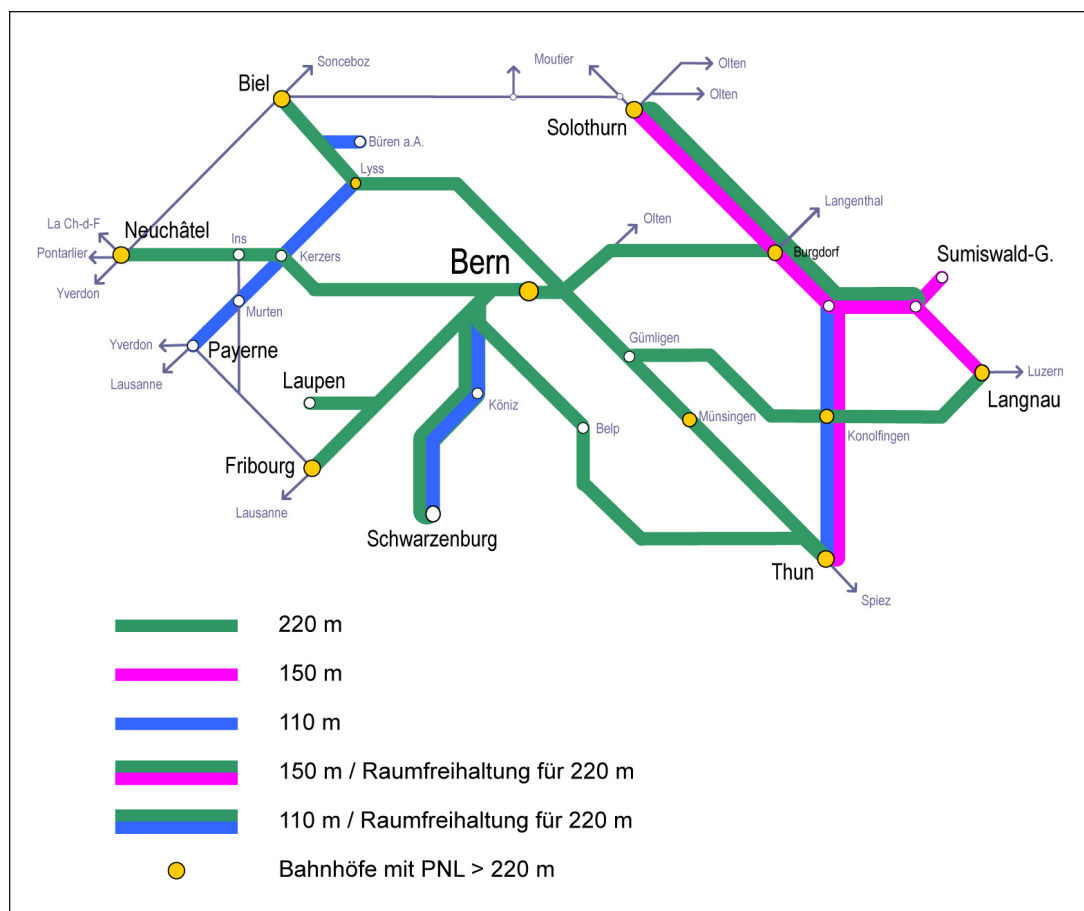 Sonceboz
Moutier
Olten
Biel
Olten
Solothurn
Büren a.A.
Lyss
Langenthal
La Ch-d-F
Neuchâtel
Ins
Olten
Pontarlier
Kerzers
Bern
Burgdorf
Sumiswald-G.
Yverdon
Murten
Gümligen
Yverdon
Payerne
Lausanne
Laupen
Köniz
Luzern
Langnau
Münsingen
Belp
Konolfingen
Fribourg
Lausanne
Schwarzenburg
Thun
Spiez
220 m
150 m
110 m
150 m / Raumfreihaltung für 220 m
110 m / Raumfreihaltung für 220 m
Bahnhöfe mit PNL > 220 m